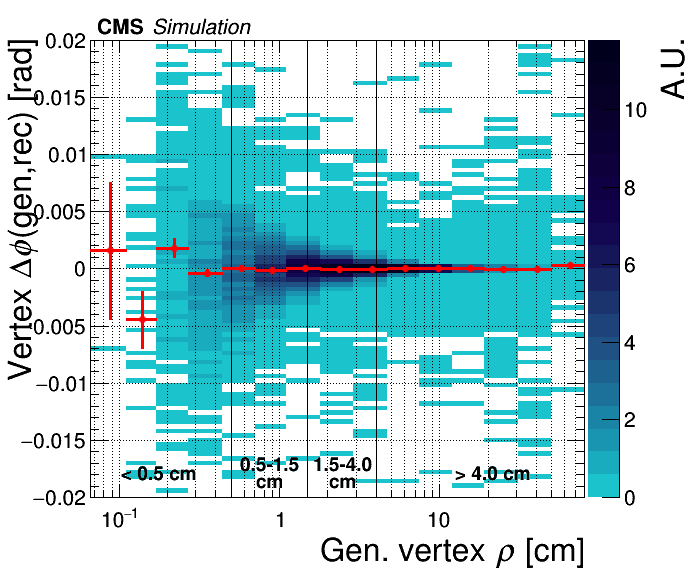 CMS Simulation
A.U.
Vertex Δϕ(gen,rec) [rad]
0.02
0.015
0.01
0.005
0
−0.005
−0.01
−0.015
−0.02
10
8
6
4
2
0
< 0.5 cm
0.5-1.5
cm
1.5-4.0
cm
> 4.0 cm
10⁻¹
1
10
Gen. vertex ρ [cm]